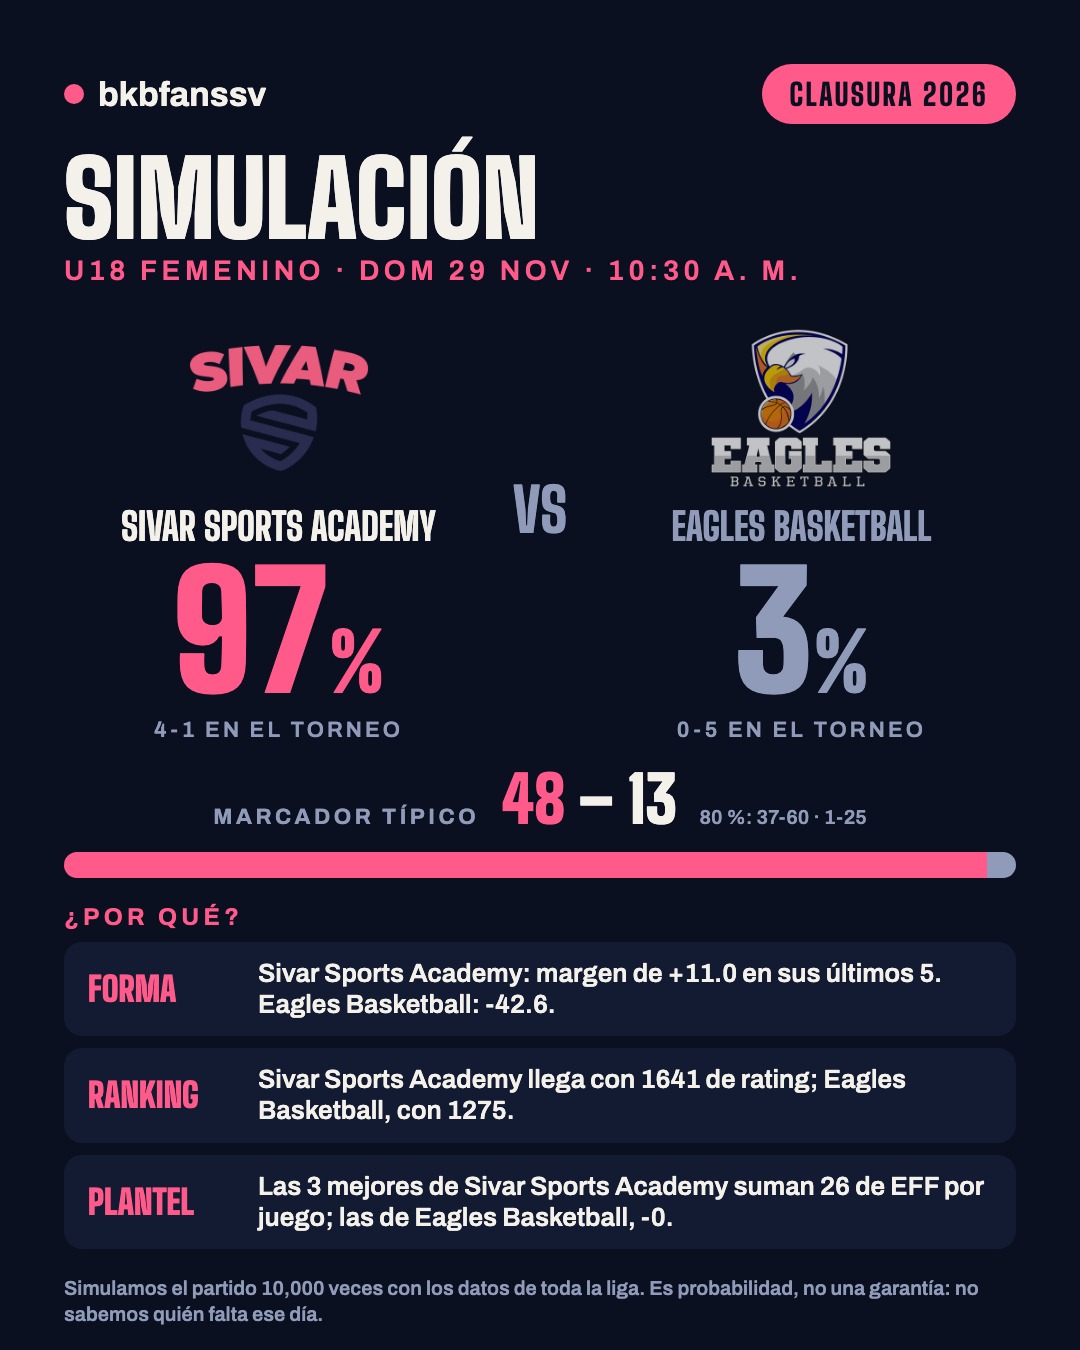 bkbfanssv
CLAUSURA 2026
SIMULACIÓN
U18 FEMENINO · DOM 29 NOV · 10:30 A. M.
SIVAR
EAGLES
BASKETBALL
SIVAR SPORTS ACADEMY
VS
EAGLES BASKETBALL
97%
3%
4-1 EN EL TORNEO
0-5 EN EL TORNEO
MARCADOR TÍPICO 48 – 13 80 %: 37-60 · 1-25
¿POR QUÉ?
FORMA
Sivar Sports Academy: margen de +11.0 en sus últimos 5.
Eagles Basketball: -42.6.
RANKING
Sivar Sports Academy llega con 1641 de rating; Eagles
Basketball, con 1275.
PLANTEL
Las 3 mejores de Sivar Sports Academy suman 26 de EFF por
juego; las de Eagles Basketball, -0.
Simulamos el partido 10,000 veces con los datos de toda la liga. Es probabilidad, no una garantía: no
sabemos quién falta ese día.